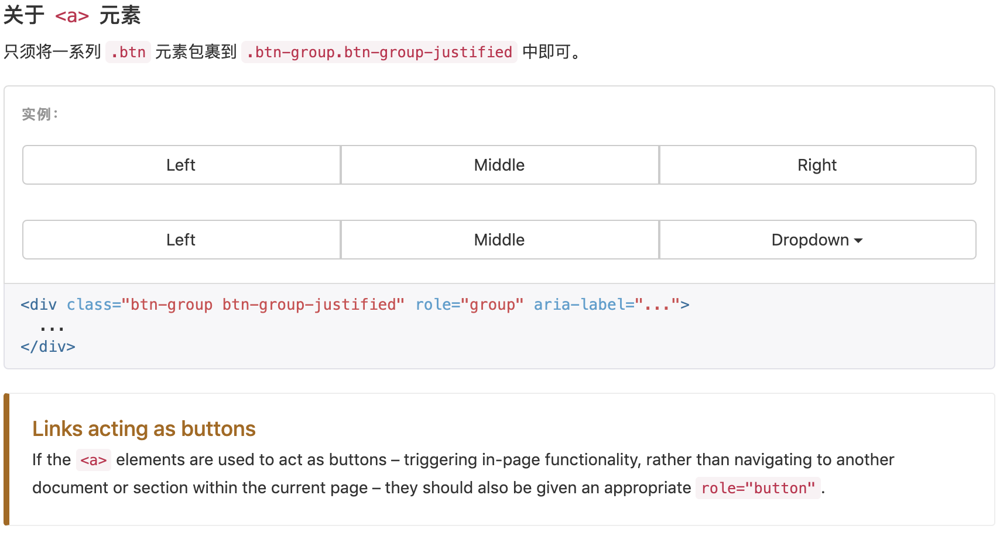 关于 <a> 元素
只须将一系列 .btn 元素包裹到 .btn-group.btn-group-justified 中即可。
实例：
Left Middle Right
Left Middle Dropdown
<div class="btn-group btn-group-justified" role="group" aria-label="...">
...
</div>
Links acting as buttons
If the <a> elements are used to act as buttons – triggering in-page functionality, rather than navigating to another
document or section within the current page – they should also be given an appropriate role="button".